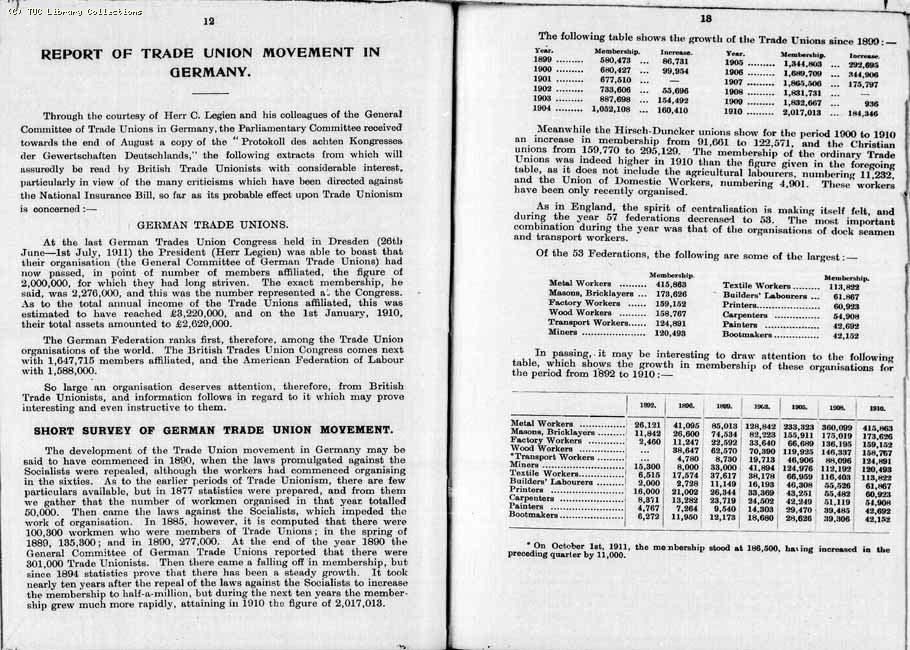 (C) TUC Library Collections
12
REPORT OF TRADE UNION MOVEMENT IN
GERMANY.
Through the courtesy of Herr C. Legien and his colleagues of the General
Committee of Trade Unions in Germany, the Parliamentary Committee received
towards the end of August a copy of the "Protokoll des achten Kongresses
der Gewertschaften Deutschlands," the following extracts from which will
assuredly be read by British Trade Unionists with considerable interest,
particularly in view of the many criticisms which have been directed against
the National Insurance Bill, so far as its probable effect upon Trade Unionism
is concerned :—
GERMAN TRADE UNIONS.
At the last German Trades Union Congress held in Dresden (26th
June—1st July, 1911) the President (Herr Legien) was able to boast that
their organisation (the General Committee of German Trade Unions) had
now passed, in point of number of members affiliated, the figure of
2,000,000, for which they had long striven. The exact membership, he
said, was 2,276,000, and this was the number represented at the Congress.
As to the total annual income of the Trade Unions affiliated, this was
estimated to have reached £3,220,000, and on the 1st January, 1910,
their total assets amounted to £2,629,000.
The German Federation ranks first, therefore, among the Trade Union
organisations of the world. The British Trades Union Congress comes next
with 1,647,715 members affiliated, and the American Federation of Labour
with 1,588,000.
So large an organisation deserves attention, therefore, from British
Trade Unionists, and information follows in regard to it which may prove
interesting and even instructive to them.
SHORT SURVEY OF GERMAN TRADE UNION MOVEMENT.
The development of the Trade Union movement in Germany may be
said to have commenced in 1890, when the laws promulgated against the
Socialists were repealed, although the workers had commenced organising
in the sixties. As to the earlier periods of Trade Unionism, there are few
particulars available, but in 1877 statistics were prepared, and from them
we gather that the number of workmen organised in that year totalled
50,000. Then came the laws against the Socialists, which impeded the
work of organisation. In 1885, however, it is computed that there were
100,300 workmen who were members of Trade Unions; in the spring of
1889, 135,300; and in 1890, 277,000. At the end of the year 1890 the
General Committee of German Trade Unions reported that there were
301,000 Trade Unionists. Then there came a falling off in membership, but
since 1894 statistics prove that there has been a steady growth. It took
nearly ten years after the repeal of the laws against the Socialists to increase
the membership to half-a-million, but during the next ten years the member-
ship grew much more rapidly, attaining in 1910 the figure of 2,017,013.
13
The following table shows the growth of the Trade Unions since 1899 :—
Year. Membership. Increase. Year. Membership. Increase.
1899 ......... 580,473 ... 86,731 1905 ......... 1,344,803 ... 292,695
1900 ......... 680,427 ... 99,954 1906 ......... 1,689,709 ... 344,906
1901 ......... 677,510 ... — 1907 ......... 1,865,506 ... 175,797
1902 ......... 733,606 ... 55,696 1908 ......... 1,831,731 ... —
1903 ......... 887,698 ... 154,492 1909 ......... 1,832,667 ... 936
1904 ......... 1,052,108 ... 160,410 1910 ......... 2,017,013 ... 184,346
Meanwhile the Hirsch-Duncker unions show for the period 1900 to 1910
an increase in membership from 91,661 to 122,571, and the Christian
unions from 159,770 to 295,129. The membership of the ordinary Trade
Unions was indeed higher in 1910 than the figure given in the foregoing
table, as it does not include the agricultural labourers, numbering 11,232,
and the Union of Domestic Workers, numbering 4,901. These workers
have been only recently organised.
As in England, the spirit of centralisation is making itself felt, and
during the year 57 federations decreased to 53. The most important
combination during the year was that of the organisations of dock seamen
and transport workers.
Of the 53 Federations, the following are some of the largest :—
Membership. Membership.
Metal Workers ......... 415,863 Textile Workers ......... 113,822
Masons, Bricklayers ... 173,626 Builders' Labourers ... 61,867
Factory Workers ...... 159,152 Printers.................. 60,923
Wood Workers ......... 158,767 Carpenters ............... 54,908
Transport Workers...... 124,891 Painters .................. 42,692
Miners .................. 120,493 Bootmakers ............... 42,152
In passing, it may be interesting to draw attention to the following
table, which shows the growth in membership of these organisations for
the period from 1892 to 1910 :—
1892. 1896. 1899. 1902. 1905. 1908. 1910.
Metal Workers ............ 26,121 41,095 85,013 128,842 233,323 360,099 415,863
Masons, Bricklayers ......... 11,842 26,600 74,534 82,223 155,911 175,019 173,626
Factory Workers ............ 2,460 11,247 22,592 33,640 66,689 136,195 159,152
Wood Workers ............ ... 38,647 62,570 70,390 119,925 146,337 158,767
*Transport Workers ......... ... 4,780 8,730 19,713 46,906 88,096 124,891
Miners ..................... 15,300 8,000 33,000 41,894 124,976 112,192 120,493
Textile Workers............ 6,515 17,574 37,617 38,178 66,959 116,403 113,822
Builders' Labourers ......... 2,000 2,728 11,149 16,193 46,308 55,526 61,867
Printers .................. 16,000 21,002 26,344 33,369 43,251 55,482 60,923
Carpenters ............... 8,371 13,282 23,719 24,502 42,249 51,119 54,908
Painters .................. 4,767 7,264 9,540 14,303 29,470 39,485 42,692
Bootmakers ............... 6,272 11,950 12,173 18,680 28,626 39,306 42,152
* On October 1st, 1911, the membership stood at 186,500, having increased in the
preceding quarter by 11,000.